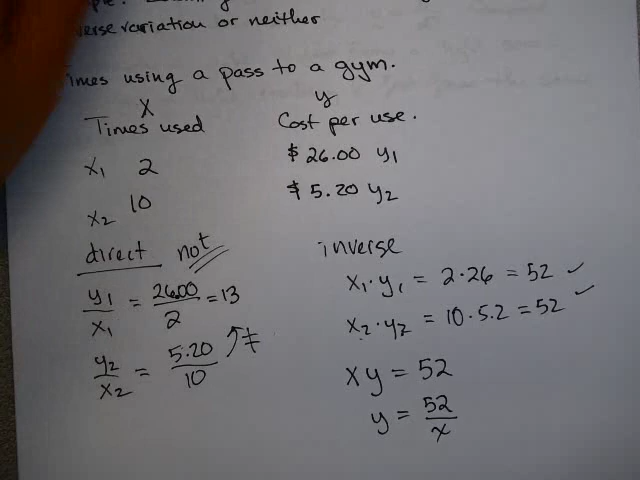 verse variation or neither
Times using a pass to a gym.
x y
Times used Cost per use.
x₁ 2 $ 26.00 y₁
x₂ 10 $ 5.20 y₂
direct not inverse
y₁/x₁ = 26.00/2 = 13
x₁·y₁ = 2·26 = 52 ✓
x₂·y₂ = 10·5.2 = 52 ✓
y₂/x₂ = 5.20/10 ≠
xy = 52
y = 52/x